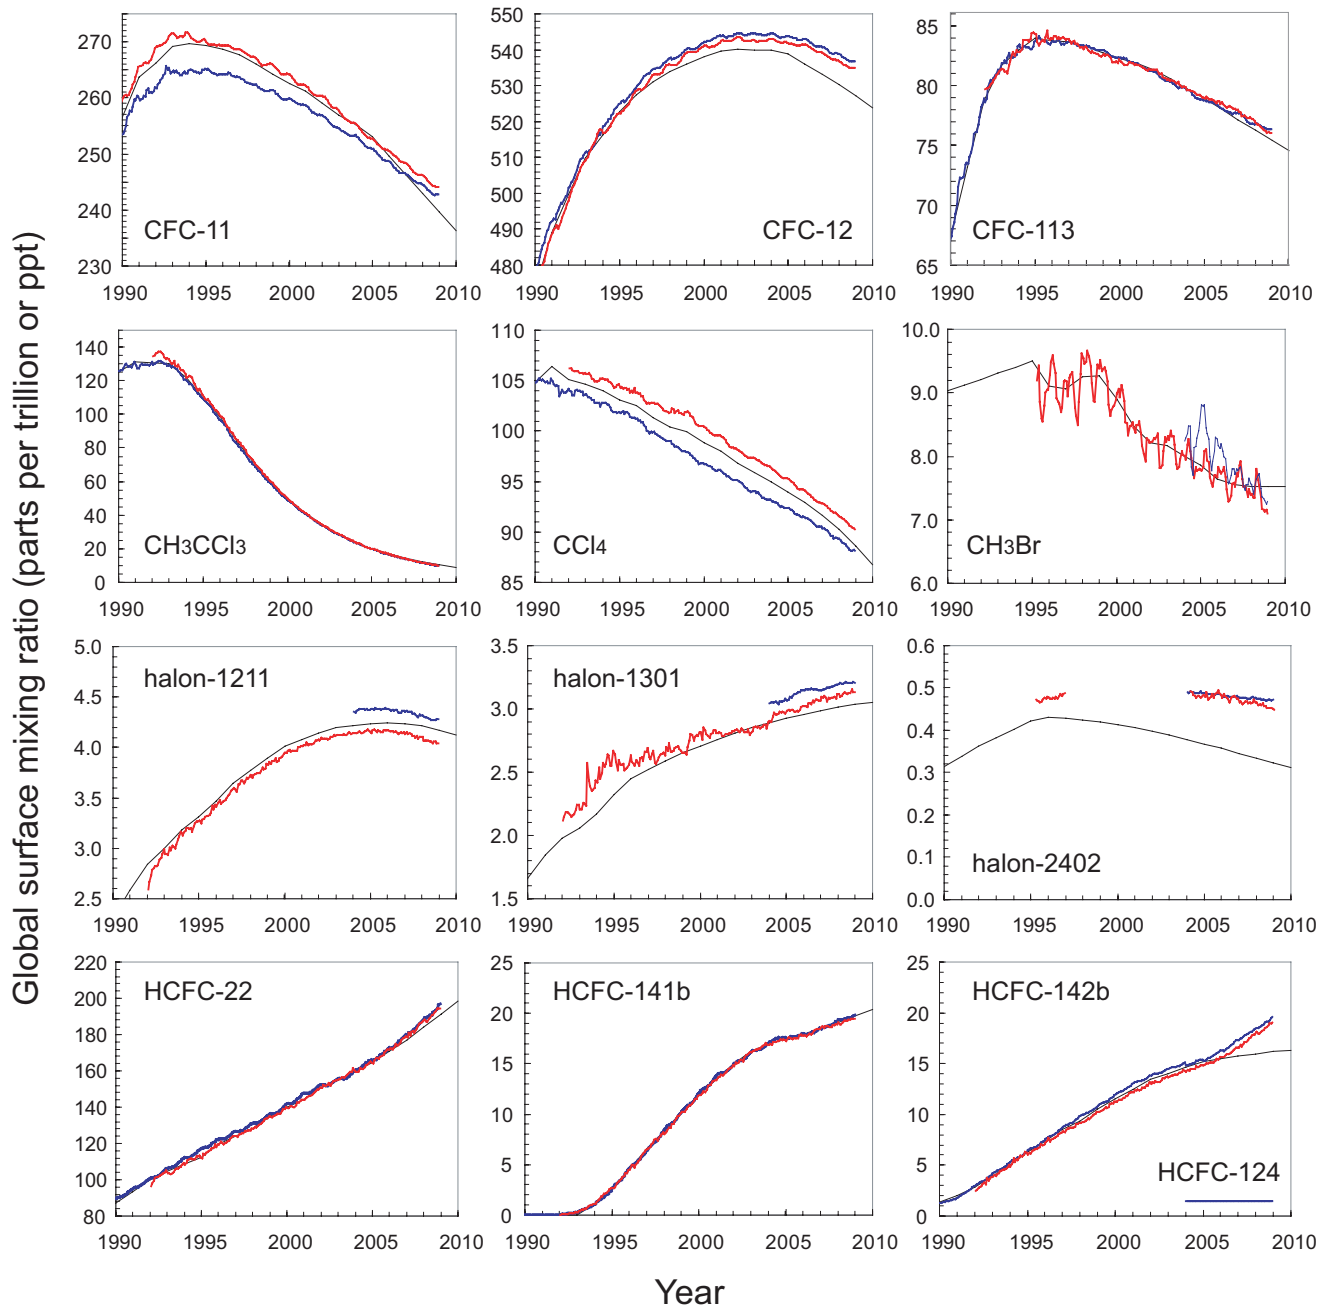 Global surface mixing ratio (parts per trillion or ppt)
270
260
250
240
230
CFC-11
1990 1995 2000 2005 2010
550
540
530
520
510
500
490
480
CFC-12
1990 1995 2000 2005 2010
85
80
75
70
65
CFC-113
1990 1995 2000 2005 2010
140
120
100
80
60
40
20
0
CH3CCl3
1990 1995 2000 2005 2010
110
105
100
95
90
85
CCl4
1990 1995 2000 2005 2010
10.0
9.0
8.0
7.0
6.0
CH3Br
1990 1995 2000 2005 2010
5.0
4.5
4.0
3.5
3.0
2.5
halon-1211
1990 1995 2000 2005 2010
3.5
3.0
2.5
2.0
1.5
halon-1301
1990 1995 2000 2005 2010
0.6
0.5
0.4
0.3
0.2
0.1
0.0
halon-2402
1990 1995 2000 2005 2010
220
200
180
160
140
120
100
80
HCFC-22
1990 1995 2000 2005 2010
25
20
15
10
5
0
HCFC-141b
1990 1995 2000 2005 2010
25
20
15
10
5
0
HCFC-142b
HCFC-124
1990 1995 2000 2005 2010
Year